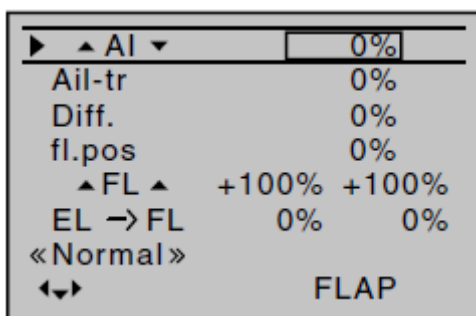 ▶ ▲ AI ▼ 0%
Ail-tr 0%
Diff. 0%
fl.pos 0%
▲ FL ▲ +100% +100%
EL –> FL 0% 0%
«Normal»
FLAP